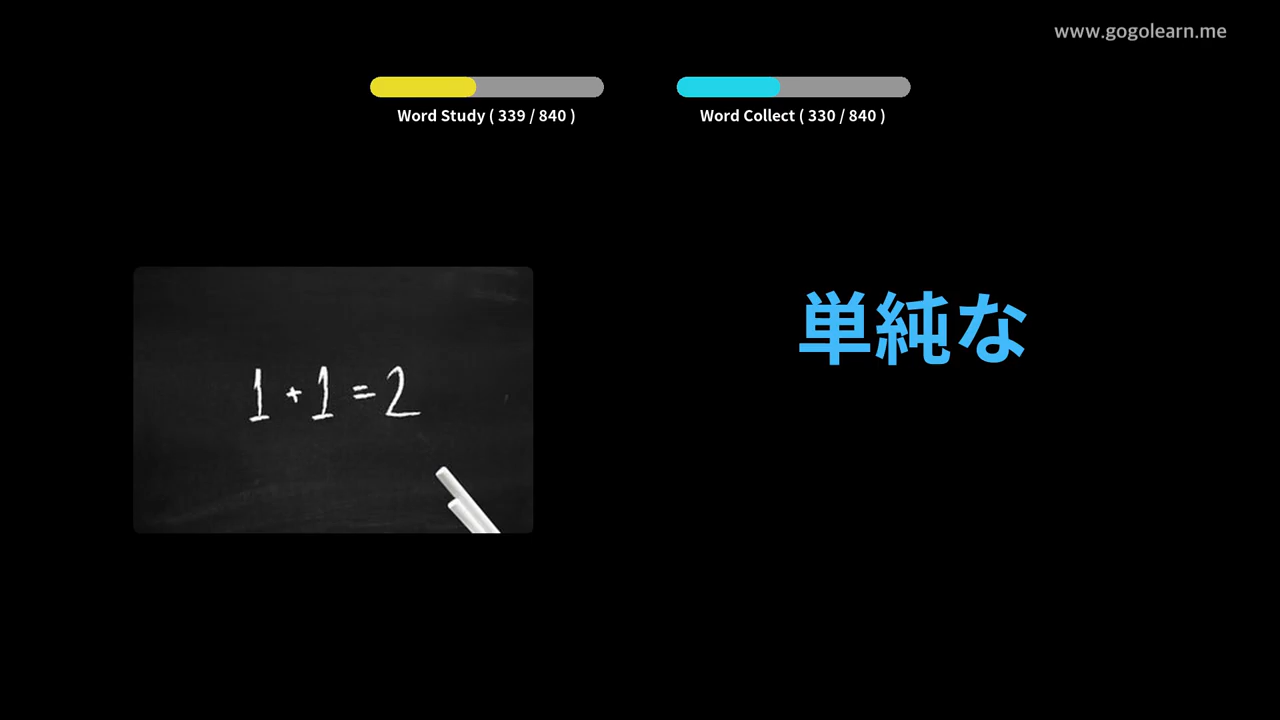 www.gogolearn.me
Word Study ( 339 / 840 )
Word Collect ( 330 / 840 )
1 + 1 = 2
単純な